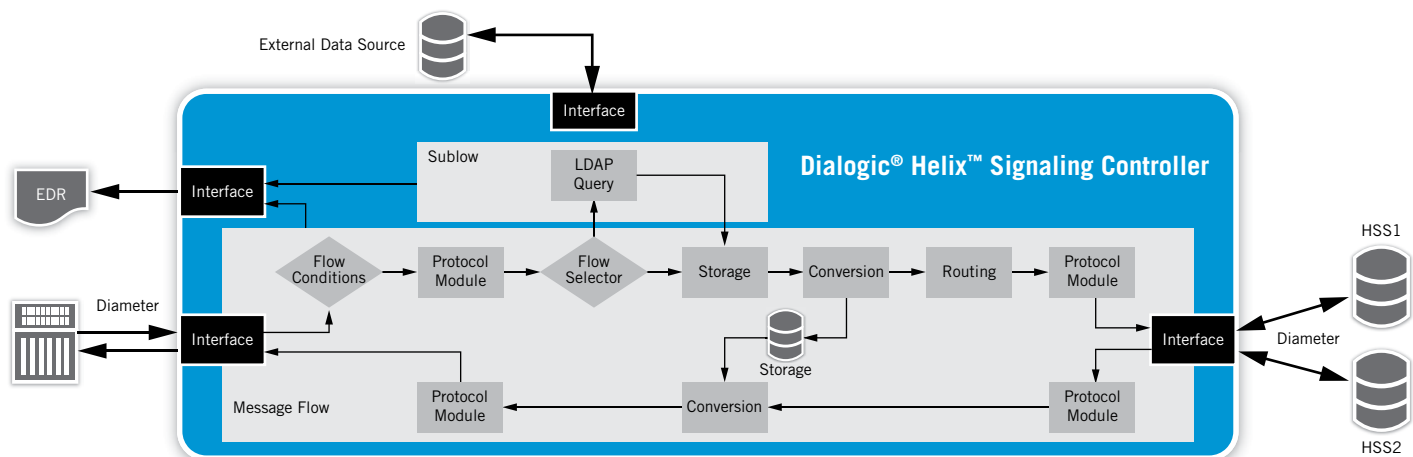 External Data Source
Interface
Sublow
LDAP
Query
Dialogic® Helix™ Signaling Controller
EDR
Interface
HSS1
Flow
Conditions
Protocol
Module
Flow
Selector
Storage
Conversion
Routing
Protocol
Module
Diameter
Interface
Interface
Diameter
Storage
Message Flow
Protocol
Module
Conversion
Protocol
Module
HSS2